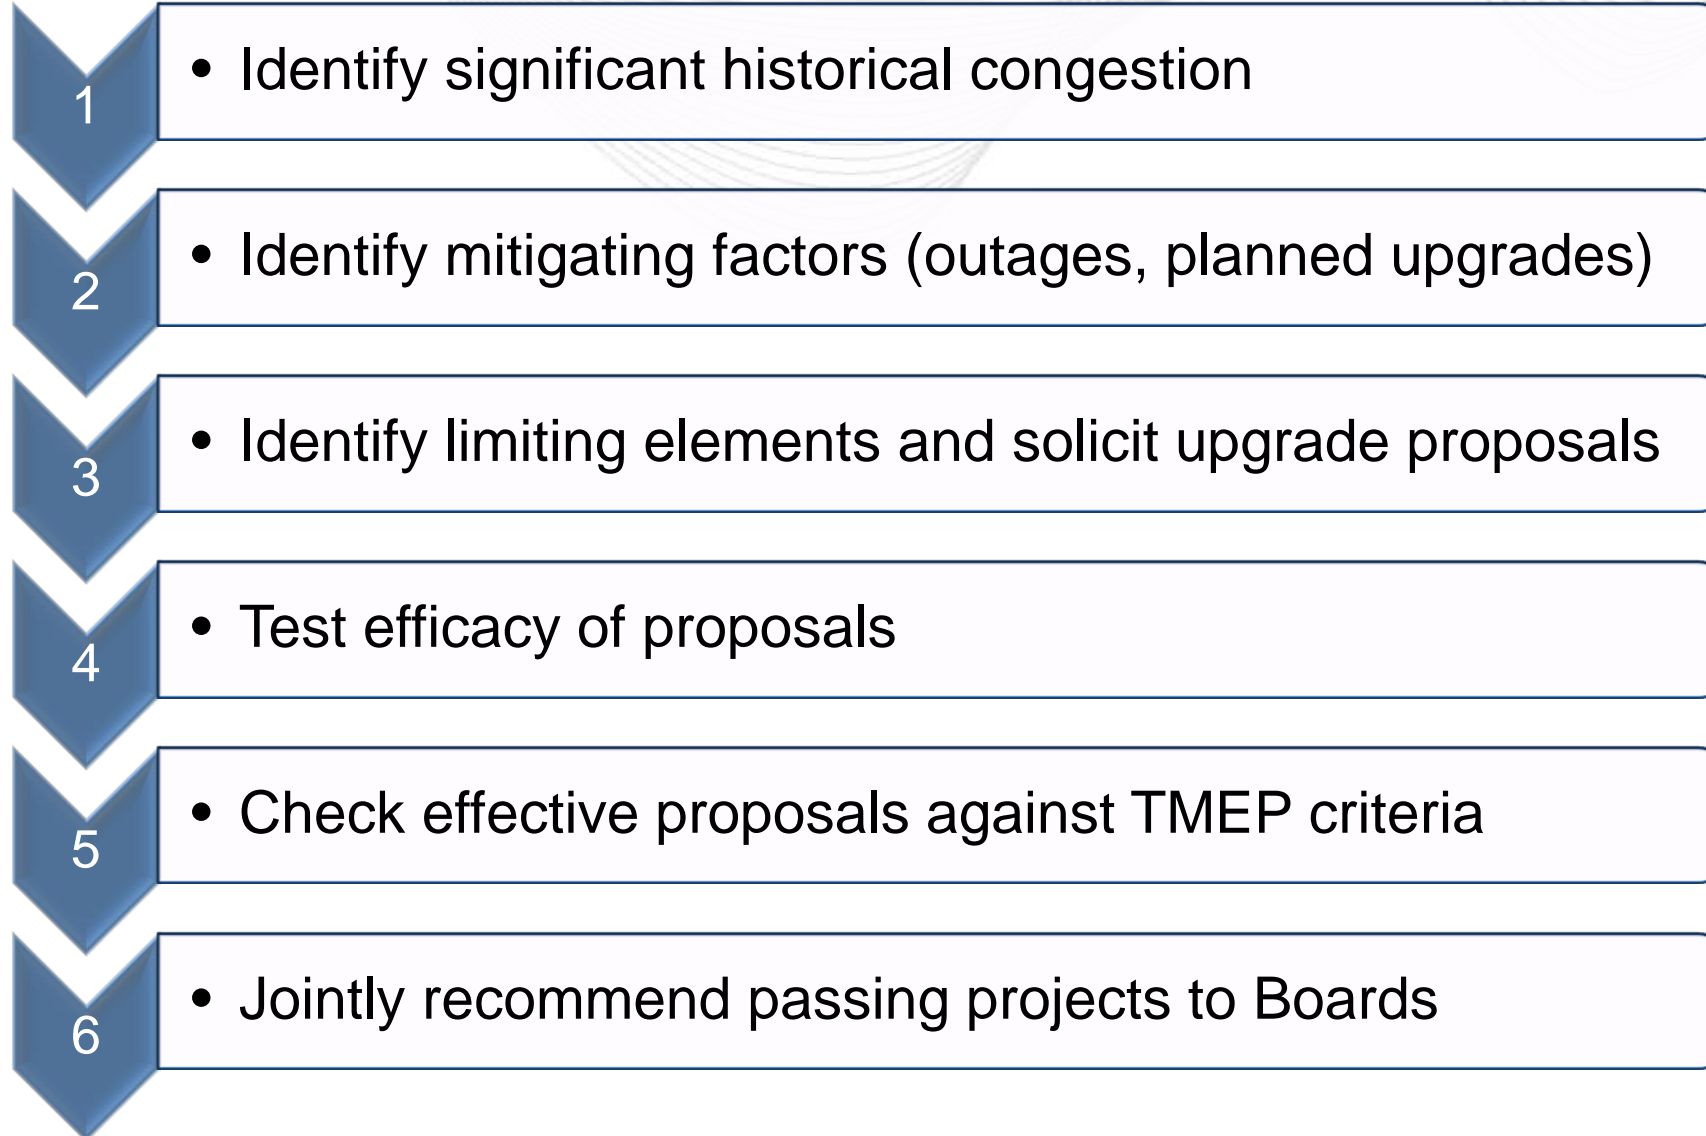 1
• Identify significant historical congestion
2
• Identify mitigating factors (outages, planned upgrades)
3
• Identify limiting elements and solicit upgrade proposals
4
• Test efficacy of proposals
5
• Check effective proposals against TMEP criteria
6
• Jointly recommend passing projects to Boards